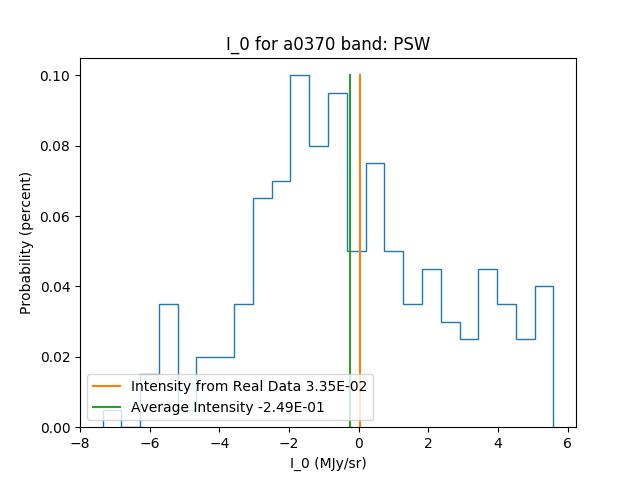 I_0 for a0370 band: PSW
0.10
0.08
0.06
0.04
0.02
0.00
Probability (percent)
Intensity from Real Data 3.35E-02
Average Intensity -2.49E-01
−8 −6 −4 −2 0 2 4 6
I_0 (MJy/sr)